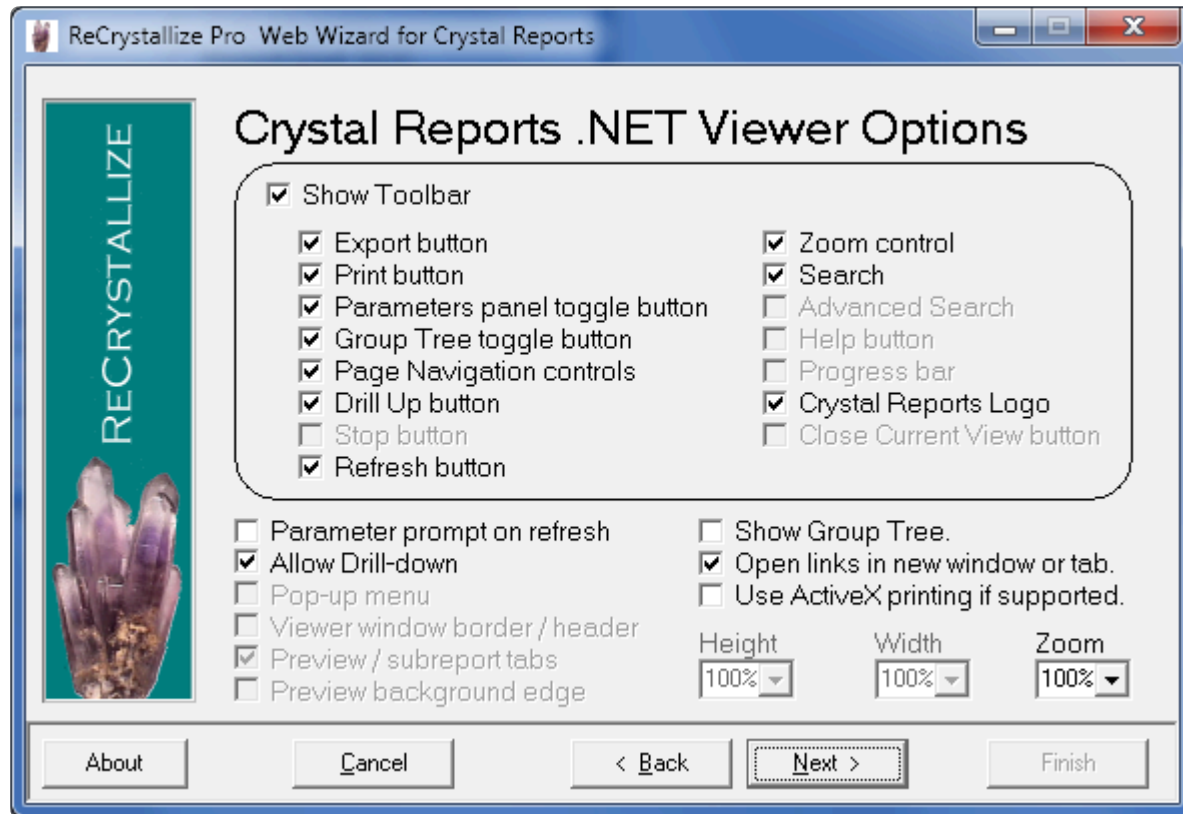 ReCrystallize Pro  Web Wizard for Crystal Reports
RECRYSTALLIZE
Crystal Reports .NET Viewer Options
Show Toolbar
Export button
Print button
Parameters panel toggle button
Group Tree toggle button
Page Navigation controls
Drill Up button
Stop button
Refresh button
Zoom control
Search
Advanced Search
Help button
Progress bar
Crystal Reports Logo
Close Current View button
Parameter prompt on refresh
Allow Drill-down
Pop-up menu
Viewer window border / header
Preview / subreport tabs
Preview background edge
Show Group Tree.
Open links in new window or tab.
Use ActiveX printing if supported.
Height Width Zoom
100% 100% 100%
About Cancel < Back Next > Finish